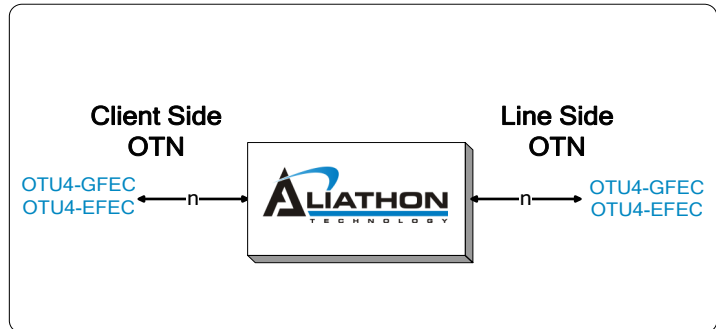 Client Side
OTN
Line Side
OTN
OTU4-GFEC
OTU4-EFEC
n
ALIATHON
TECHNOLOGY
n
OTU4-GFEC
OTU4-EFEC